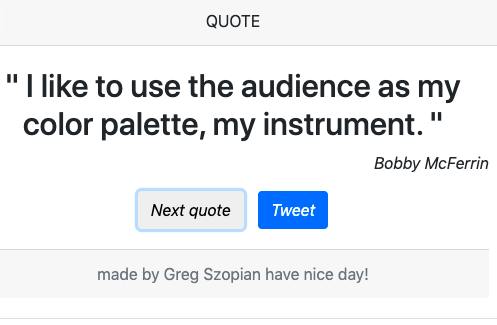 QUOTE
" I like to use the audience as my
color palette, my instrument. "
Bobby McFerrin
Next quote
Tweet
made by Greg Szopian have nice day!